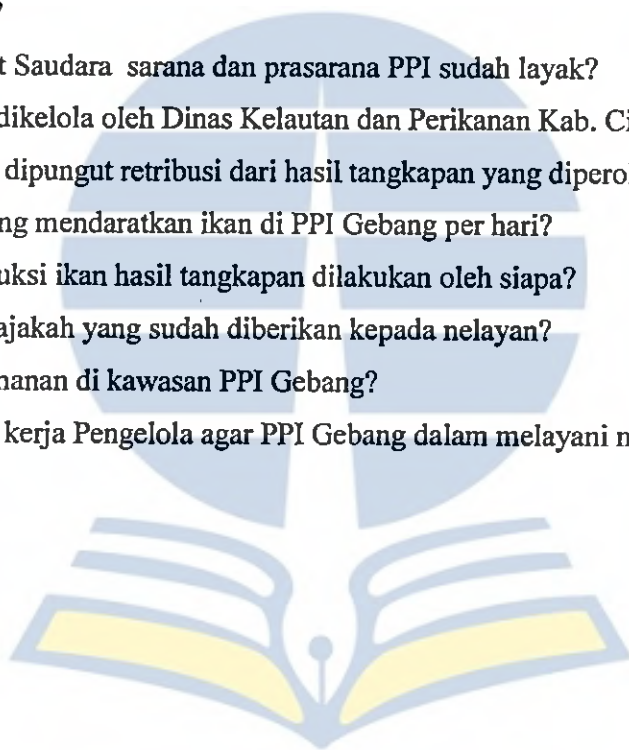 t Saudara sarana dan prasarana PPI sudah layak?
dikelola oleh Dinas Kelautan dan Perikanan Kab. Ci
dipungut retribusi dari hasil tangkapan yang dipero
ng mendaratkan ikan di PPI Gebang per hari?
uksi ikan hasil tangkapan dilakukan oleh siapa?
ajakah yang sudah diberikan kepada nelayan?
nanan di kawasan PPI Gebang?
kerja Pengelola agar PPI Gebang dalam melayani n